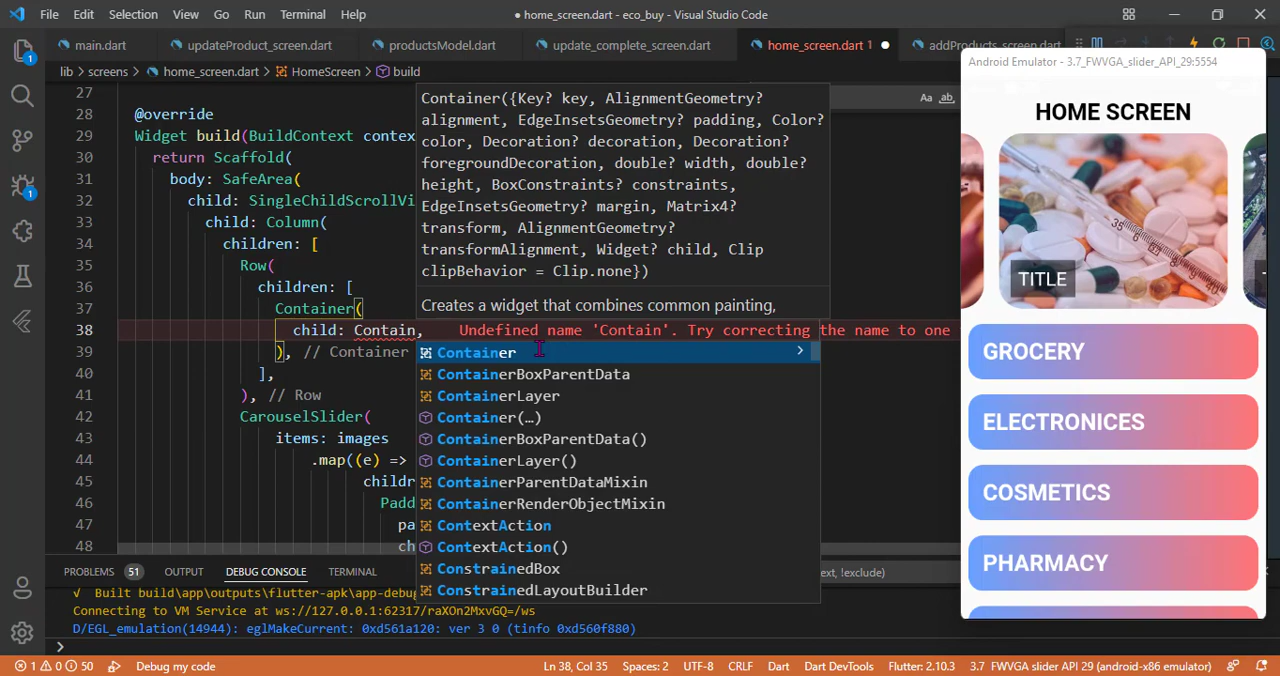 File Edit Selection View Go Run Terminal Help
● home_screen.dart - eco_buy - Visual Studio Code
main.dart updateProduct_screen.dart productsModel.dart update_complete_screen.dart home_screen.dart 1 ● addProducts_screen.dart
lib > screens > home_screen.dart > HomeScreen > build
27
28 @override
29 Widget build(BuildContext contex
30 return Scaffold(
31 body: SafeArea(
32 child: SingleChildScrollVi
33 child: Column(
34 children: [
35 Row(
36 children: [
37 Container(
38 child: Contain, Undefined name 'Contain'. Try correcting the name to one
39 ), // Container
40 ],
41 ), // Row
42 CarouselSlider(
43 items: images
44 .map((e) =>
45 childr
46 Padd
47 pa
48 ch
Container({Key? key, AlignmentGeometry?
alignment, EdgeInsetsGeometry? padding, Color?
color, Decoration? decoration, Decoration?
foregroundDecoration, double? width, double?
height, BoxConstraints? constraints,
EdgeInsetsGeometry? margin, Matrix4?
transform, AlignmentGeometry?
transformAlignment, Widget? child, Clip
clipBehavior = Clip.none})
Creates a widget that combines common painting,
Container
ContainerBoxParentData
ContainerLayer
Container(…)
ContainerBoxParentData()
ContainerLayer()
ContainerParentDataMixin
ContainerRenderObjectMixin
ContextAction
ContextAction()
ConstrainedBox
ConstrainedLayoutBuilder
Aa ab
Android Emulator - 3.7_FWVGA_slider_API_29:5554
HOME SCREEN
TITLE
GROCERY
ELECTRONICES
COSMETICS
PHARMACY
PROBLEMS 51 OUTPUT DEBUG CONSOLE TERMINAL
ext, !exclude)
√ Built build\app\outputs\flutter-apk\app-debug
Connecting to VM Service at ws://127.0.0.1:62317/raXOn2MxvGQ=/ws
D/EGL_emulation(14944): eglMakeCurrent: 0xd561a120: ver 3 0 (tinfo 0xd560f880)
1 0 50 Debug my code
Ln 38, Col 35 Spaces: 2 UTF-8 CRLF Dart Dart DevTools Flutter: 2.10.3 3.7 FWVGA slider API 29 (android-x86 emulator)